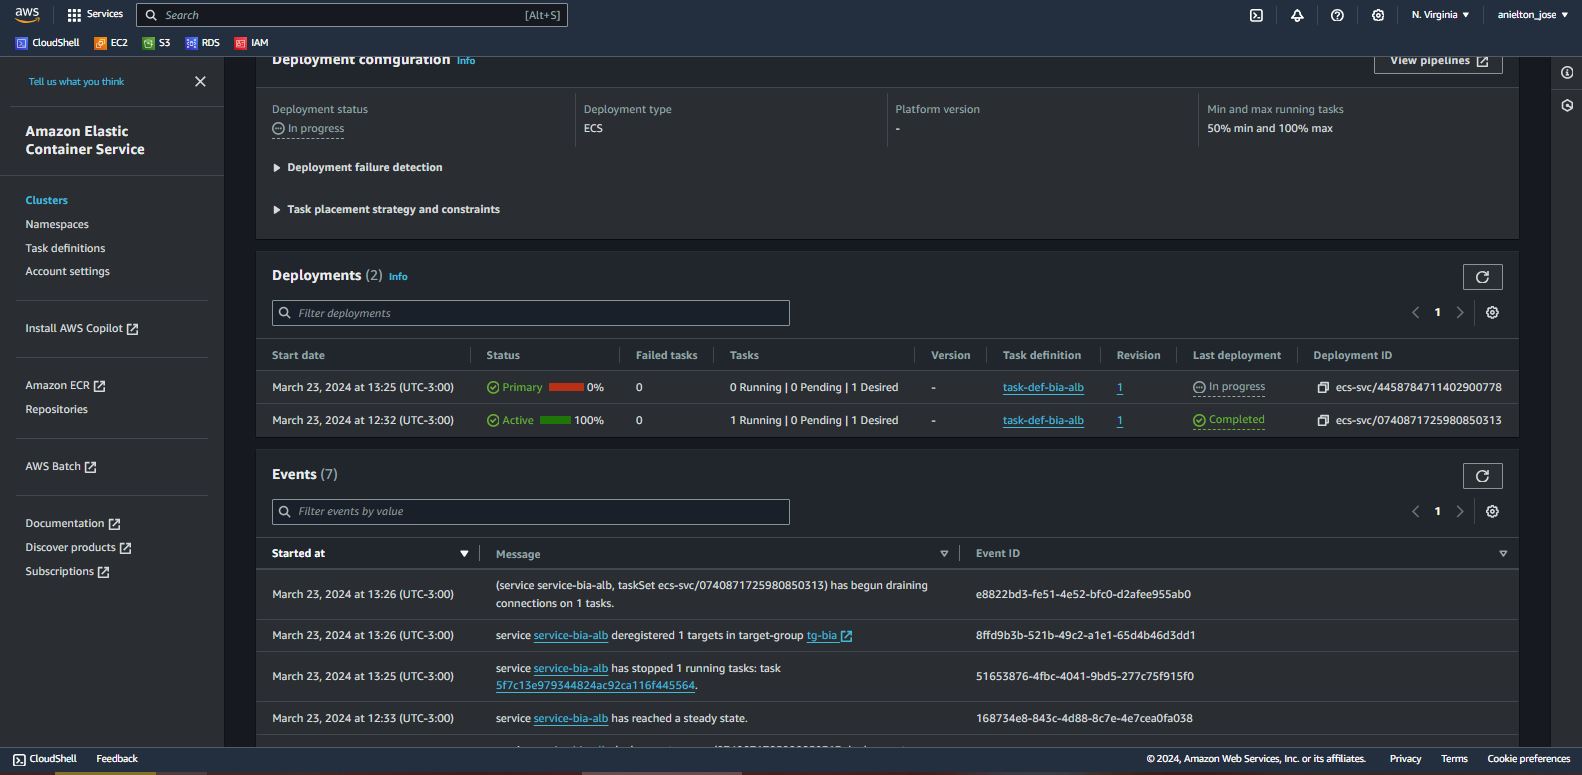 aws
Services
Search
[Alt+S]
N. Virginia
anielton_jose
CloudShell
EC2
S3
RDS
IAM
Tell us what you think
Amazon Elastic
Container Service
Clusters
Namespaces
Task definitions
Account settings
Install AWS Copilot
Amazon ECR
Repositories
AWS Batch
Documentation
Discover products
Subscriptions
Deployment configuration Info
View pipelines
Deployment status
In progress
Deployment type
ECS
Platform version
-
Min and max running tasks
50% min and 100% max
Deployment failure detection
Task placement strategy and constraints
Deployments (2) Info
Filter deployments
1
Start date Status Failed tasks Tasks Version Task definition Revision Last deployment Deployment ID
March 23, 2024 at 13:25 (UTC-3:00) Primary 0% 0 0 Running | 0 Pending | 1 Desired - task-def-bia-alb 1 In progress ecs-svc/4458784711402900778
March 23, 2024 at 12:32 (UTC-3:00) Active 100% 0 1 Running | 0 Pending | 1 Desired - task-def-bia-alb 1 Completed ecs-svc/0740871725980850313
Events (7)
Filter events by value
1
Started at Message Event ID
March 23, 2024 at 13:26 (UTC-3:00)
(service service-bia-alb, taskSet ecs-svc/0740871725980850313) has begun draining
connections on 1 tasks.
e8822bd3-fe51-4e52-bfc0-d2afee955ab0
March 23, 2024 at 13:26 (UTC-3:00) service service-bia-alb deregistered 1 targets in target-group tg-bia 8ffd9b3b-521b-49c2-a1e1-65d4b46d3dd1
March 23, 2024 at 13:25 (UTC-3:00)
service service-bia-alb has stopped 1 running tasks: task
5f7c13e979344824ac92ca116f445564.
51653876-4fbc-4041-9bd5-277c75f915f0
March 23, 2024 at 12:33 (UTC-3:00) service service-bia-alb has reached a steady state. 168734e8-843c-4d88-8c7e-4e7cea0fa038
CloudShell
Feedback
© 2024, Amazon Web Services, Inc. or its affiliates.
Privacy
Terms
Cookie preferences